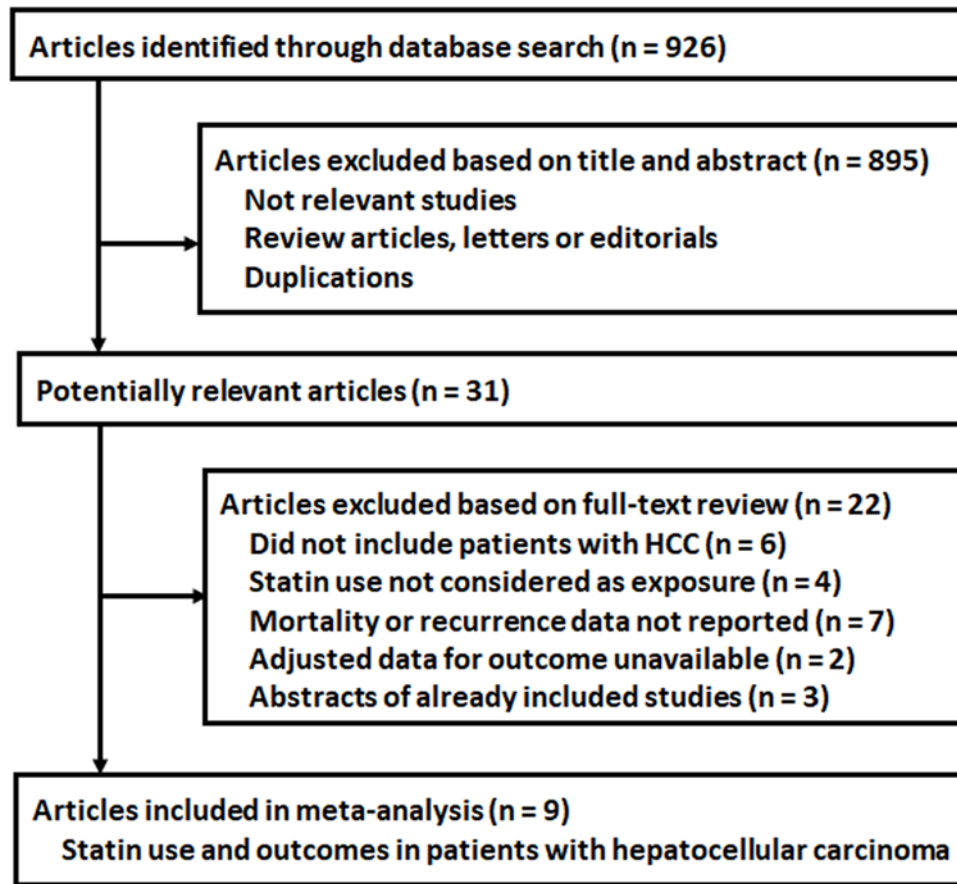 Articles identified through database search (n = 926)
Articles excluded based on title and abstract (n = 895)
Not relevant studies
Review articles, letters or editorials
Duplications
Potentially relevant articles (n = 31)
Articles excluded based on full-text review (n = 22)
Did not include patients with HCC (n = 6)
Statin use not considered as exposure (n = 4)
Mortality or recurrence data not reported (n = 7)
Adjusted data for outcome unavailable (n = 2)
Abstracts of already included studies (n = 3)
Articles included in meta-analysis (n = 9)
Statin use and outcomes in patients with hepatocellular carcinoma